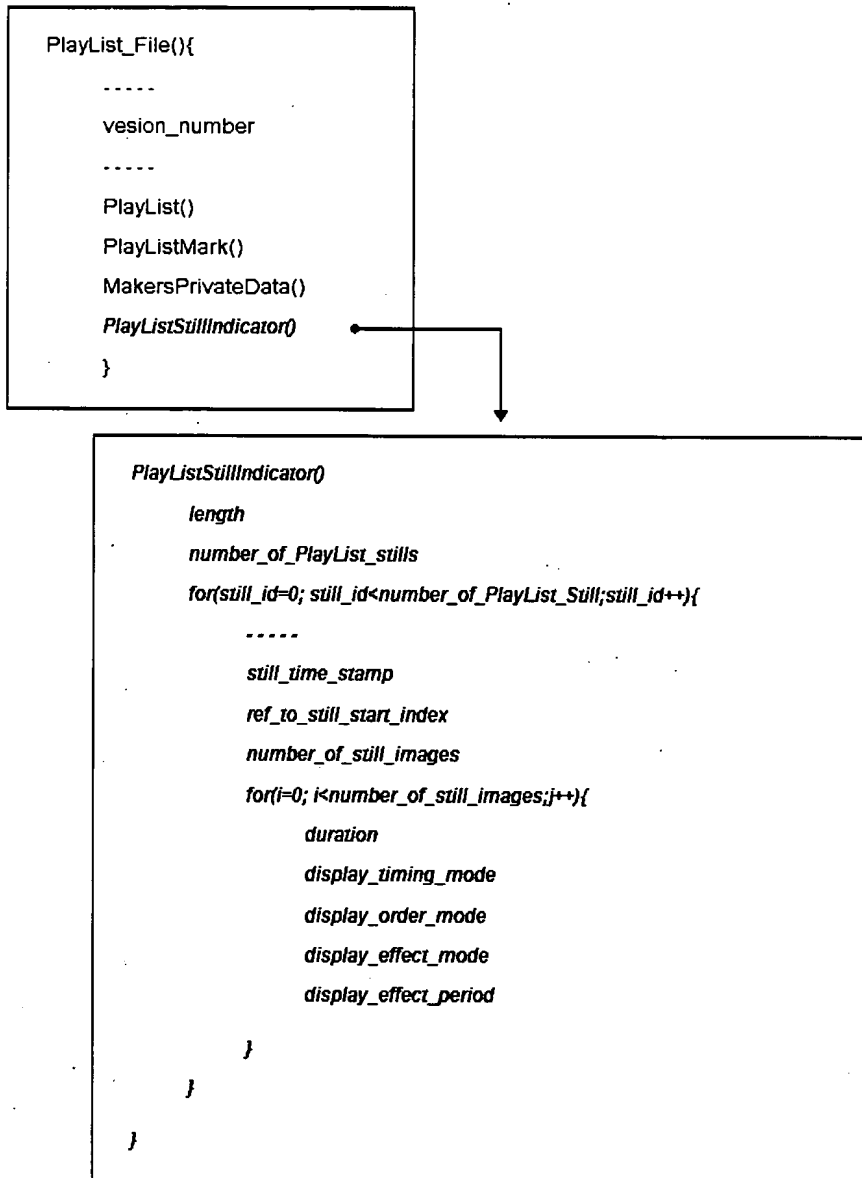 PlayList_File(){
- - - - -
vesion_number
- - - - -
PlayList()
PlayListMark()
MakersPrivateData()
PlayListStillIndicator()
}
PlayListStillIndicator()
length
number_of_PlayList_stills
for(still_id=0; still_id<number_of_PlayList_Still;still_id++){
- - - - -
still_time_stamp
ref_to_still_start_index
number_of_still_images
for(i=0; i<number_of_still_images;j++){
duration
display_timing_mode
display_order_mode
display_effect_mode
display_effect_period
}
}
}